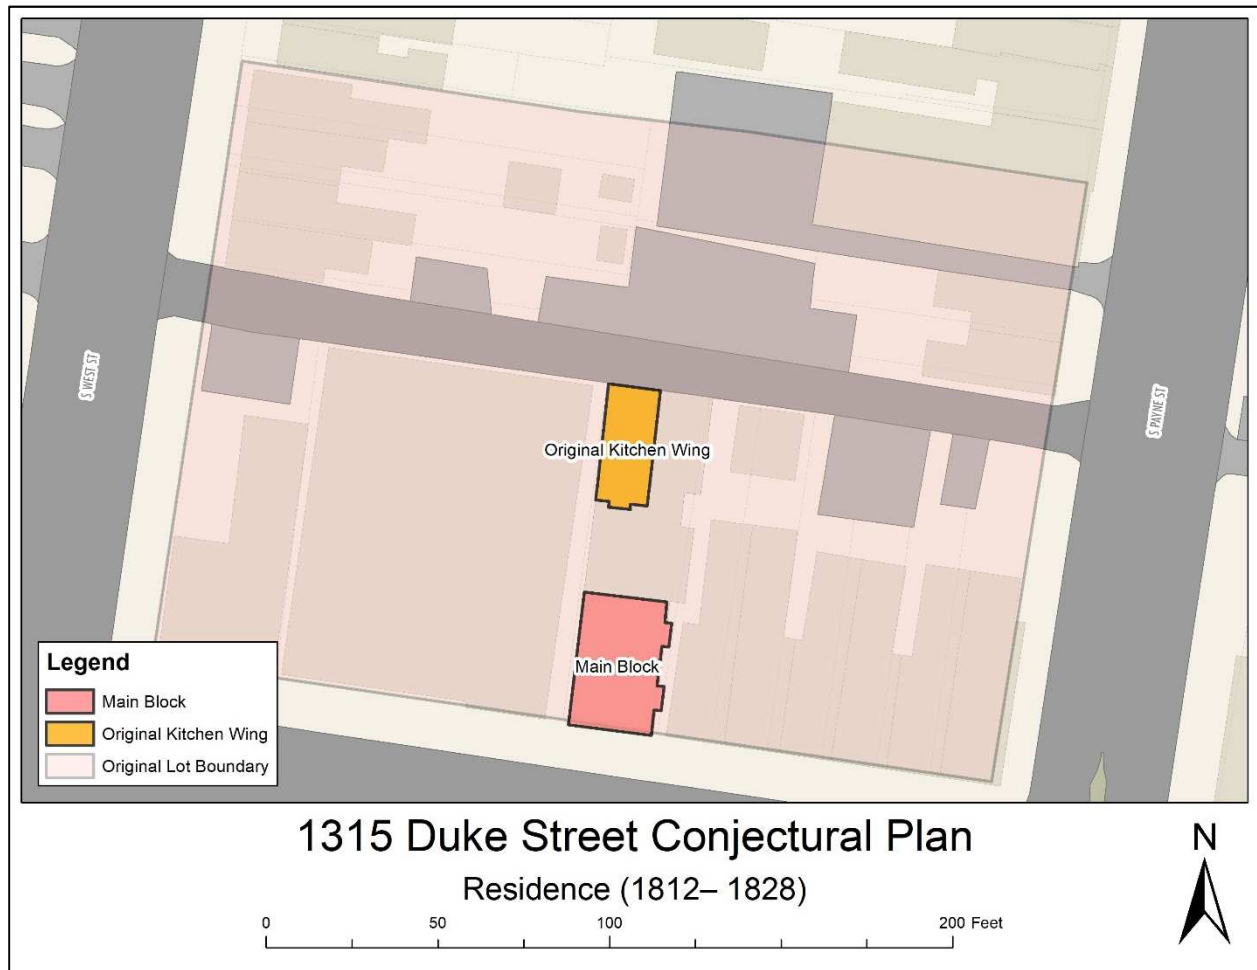 S WEST ST
S PAYNE ST
Original Kitchen Wing
Main Block
Legend
Main Block
Original Kitchen Wing
Original Lot Boundary
1315 Duke Street Conjectural Plan
Residence (1812– 1828)
N
0 50 100 200 Feet